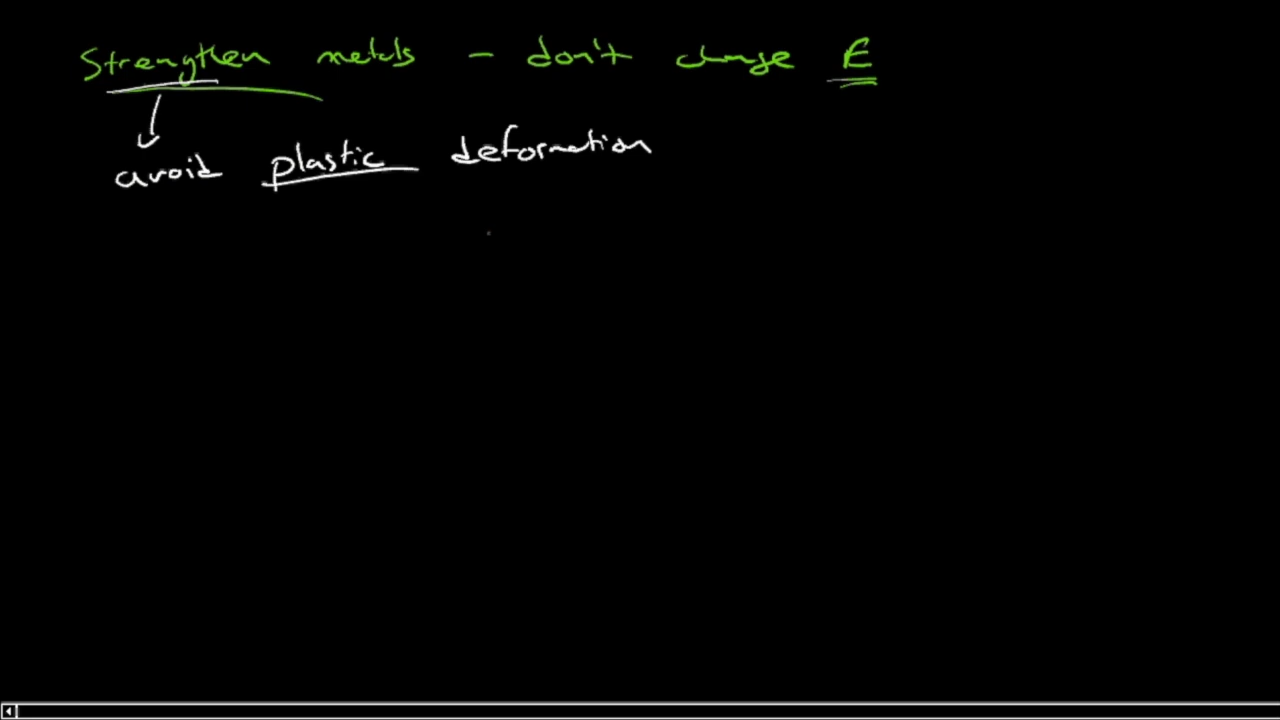 Strengthen metals - don't change E
avoid plastic deformation